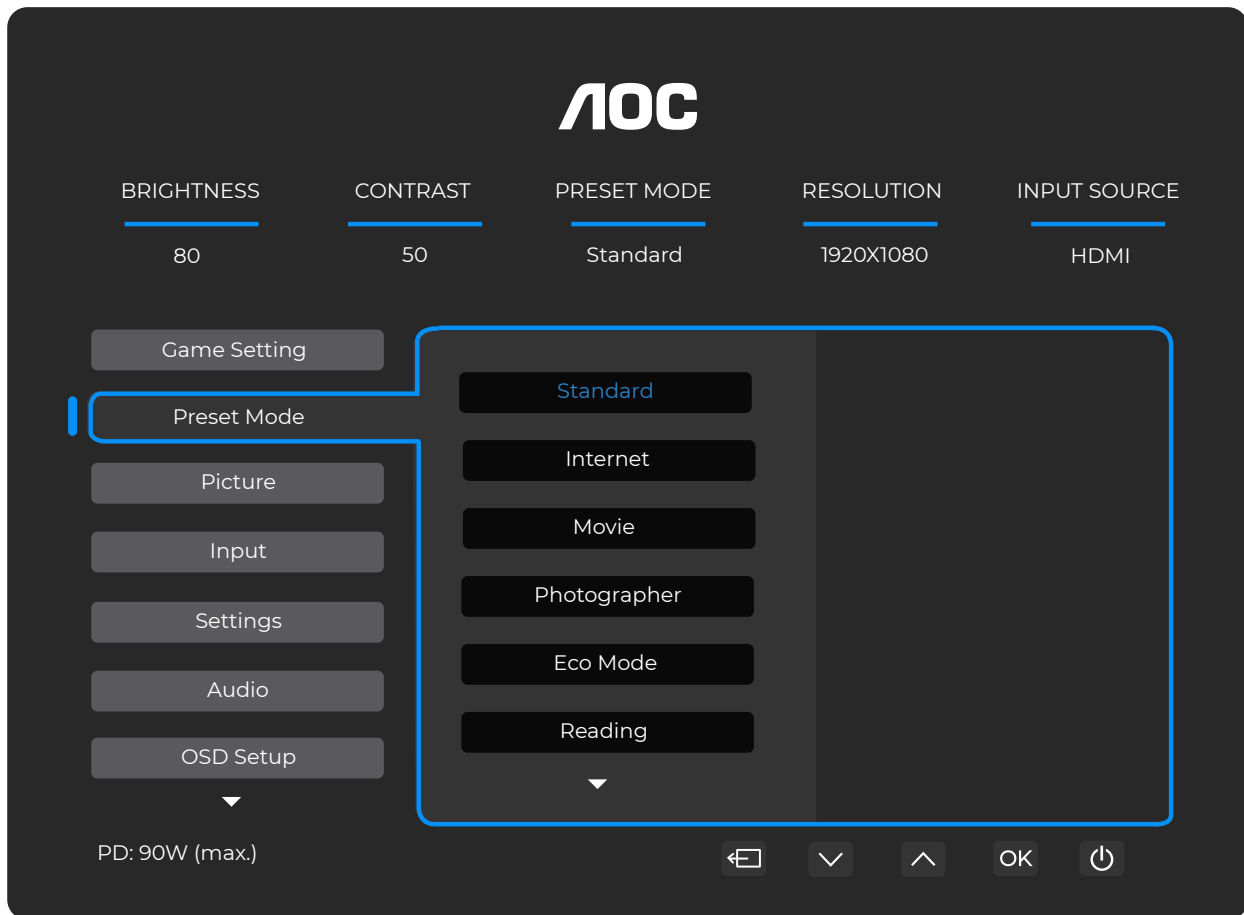 AOC
BRIGHTNESS CONTRAST PRESET MODE RESOLUTION INPUT SOURCE
80 50 Standard 1920X1080 HDMI
Game Setting
Preset Mode
Picture
Input
Settings
Audio
OSD Setup
Standard
Internet
Movie
Photographer
Eco Mode
Reading
PD: 90W (max.)
OK